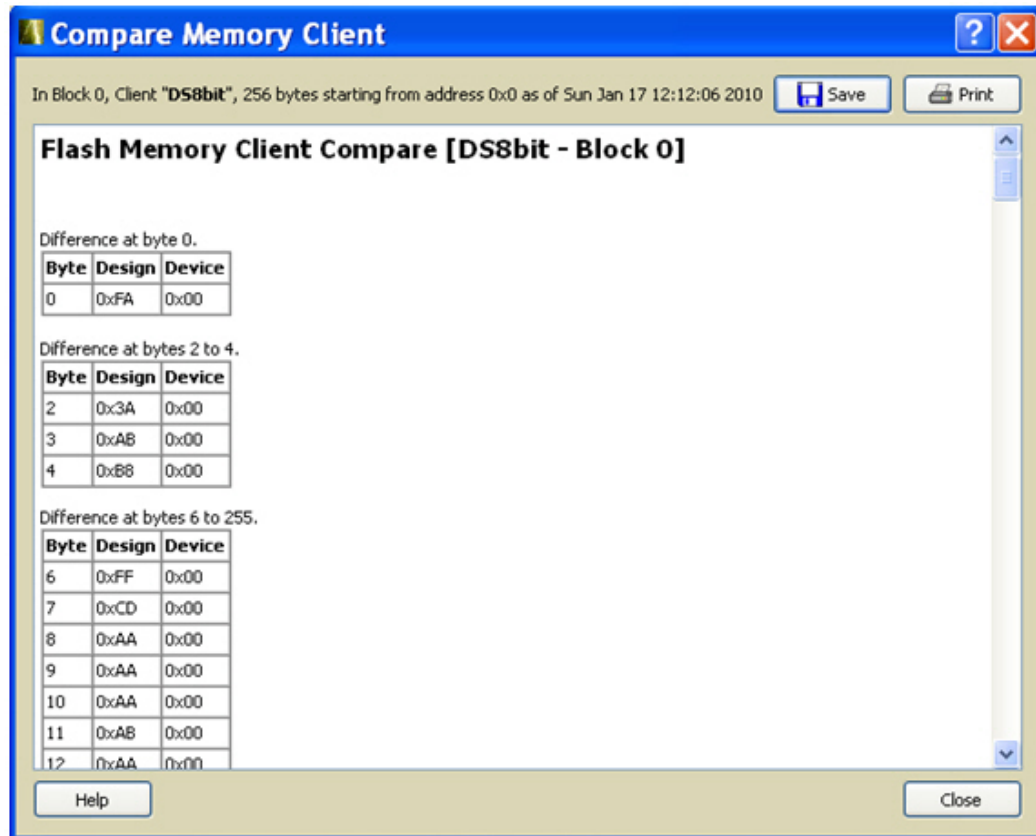 Compare Memory Client
In Block 0, Client "DS8bit", 256 bytes starting from address 0x0 as of Sun Jan 17 12:12:06 2010 Save Print
Flash Memory Client Compare [DS8bit - Block 0]
Difference at byte 0.
Byte Design Device
0 0xFA 0x00
Difference at bytes 2 to 4.
Byte Design Device
2 0x3A 0x00
3 0xAB 0x00
4 0xB8 0x00
Difference at bytes 6 to 255.
Byte Design Device
6 0xFF 0x00
7 0xCD 0x00
8 0xAA 0x00
9 0xAA 0x00
10 0xAA 0x00
11 0xAB 0x00
12 0xAA 0x00
Help Close